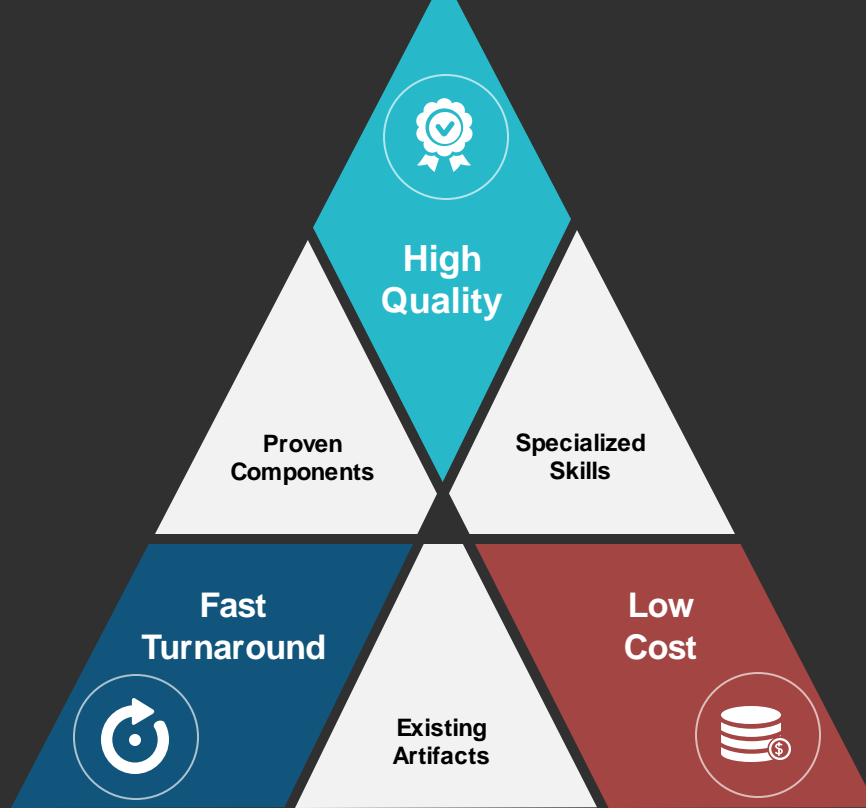 High
Quality
Proven
Components
Specialized
Skills
Fast
Turnaround
Low
Cost
Existing
Artifacts
$